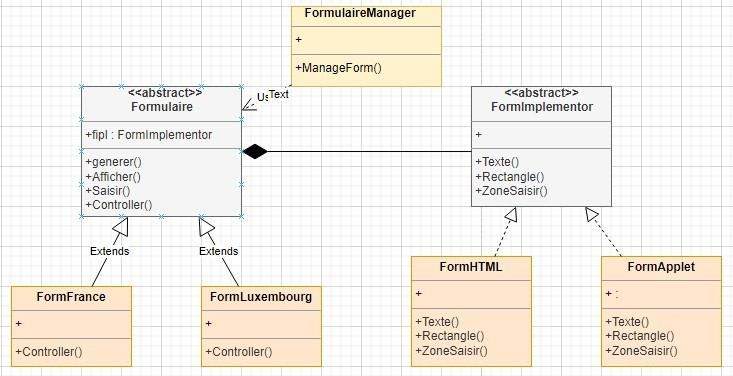 FormulaireManager
+
+ManageForm()
Us
Text
<<abstract>>
Formulaire
+fipl : FormImplementor
+generer()
+Afficher()
+Saisir()
+Controller()
<<abstract>>
FormImplementor
+
+Texte()
+Rectangle()
+ZoneSaisir()
Extends
Extends
FormFrance
+
+Controller()
FormLuxembourg
+
+Controller()
FormHTML
+
+Texte()
+Rectangle()
+ZoneSaisir()
FormApplet
+ :
+Texte()
+Rectangle()
+ZoneSaisir()